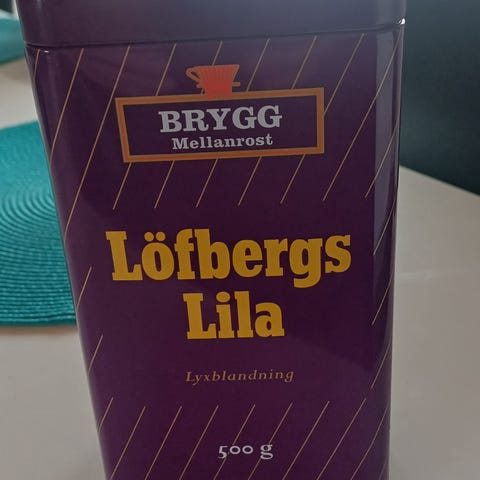 BRYGG
Mellanrost
Löfbergs
Lila
Lyxblandning
500 g